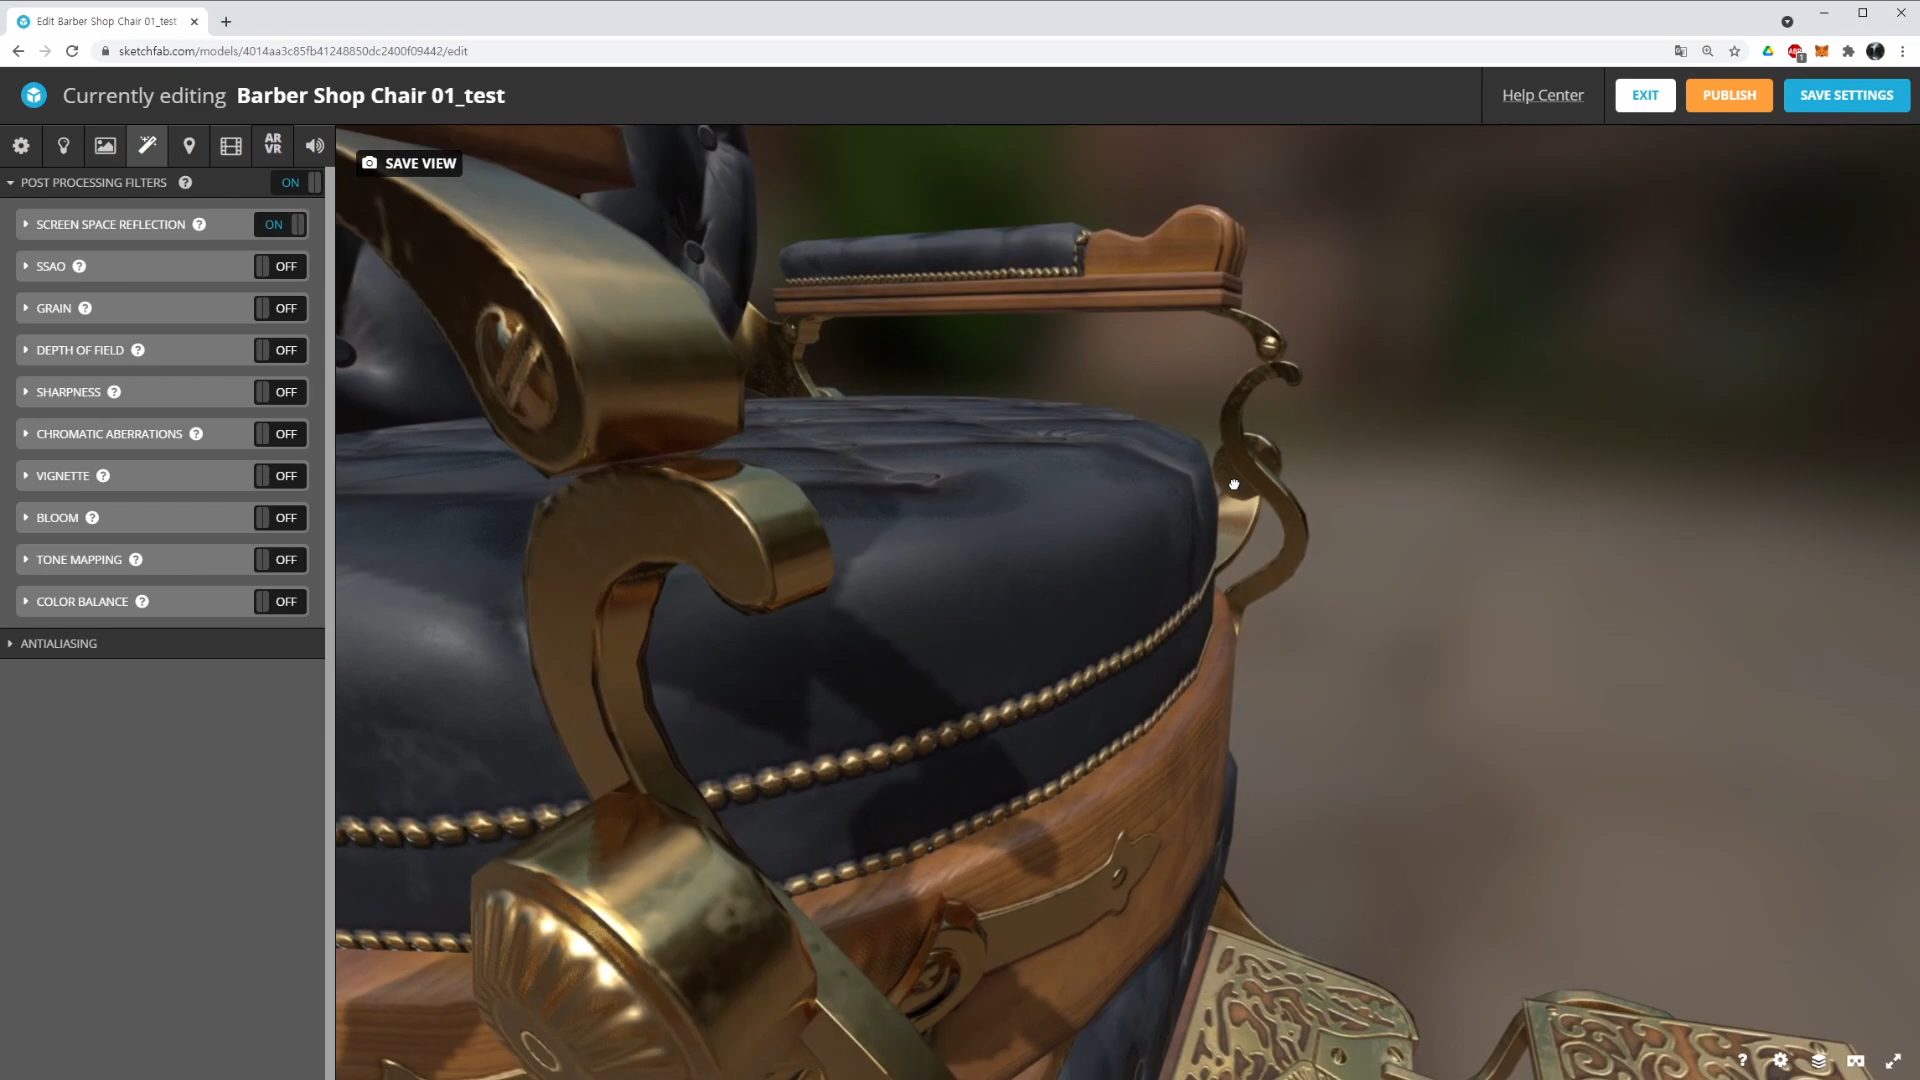 Edit Barber Shop Chair 01_test
sketchfab.com/models/4014aa3c85fb41248850dc2400f09442/edit
Currently editing Barber Shop Chair 01_test
Help Center
EXIT
PUBLISH
SAVE SETTINGS
AR
VR
SAVE VIEW
POST PROCESSING FILTERS ? ON
SCREEN SPACE REFLECTION ? ON
SSAO ? OFF
GRAIN ? OFF
DEPTH OF FIELD ? OFF
SHARPNESS ? OFF
CHROMATIC ABERRATIONS ? OFF
VIGNETTE ? OFF
BLOOM ? OFF
TONE MAPPING ? OFF
COLOR BALANCE ? OFF
ANTIALIASING
?